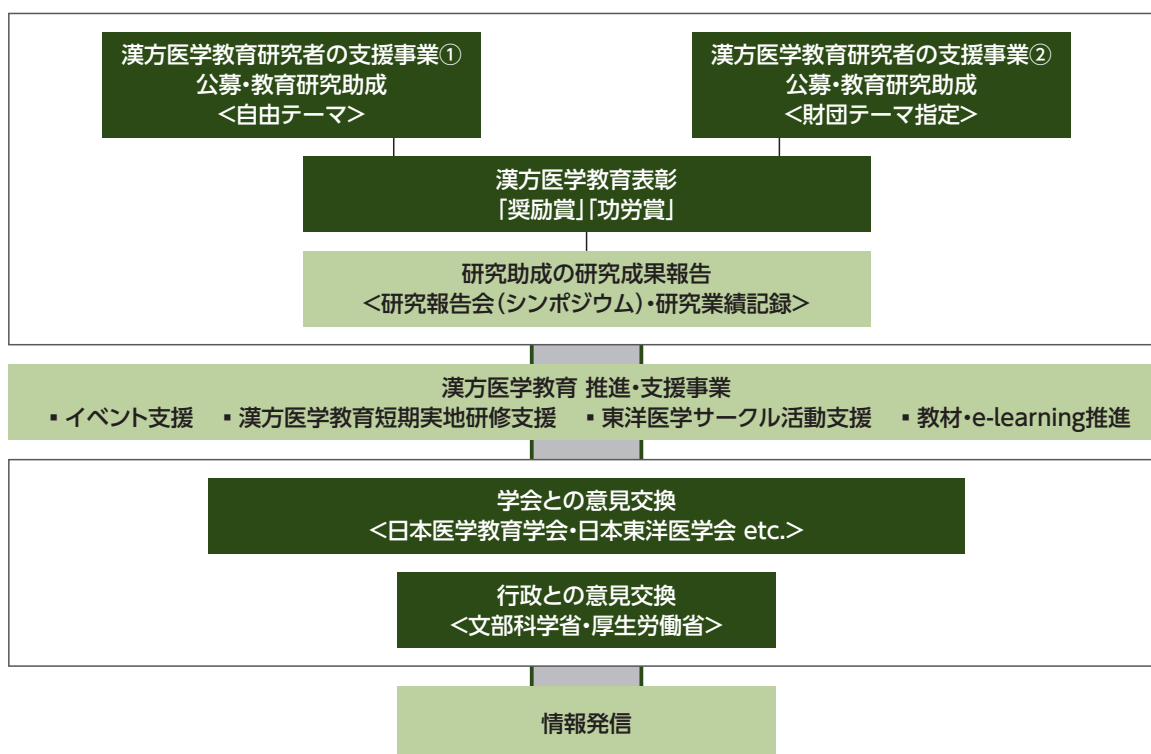 漢方医学教育研究者の支援事業①
公募・教育研究助成
＜自由テーマ＞
漢方医学教育研究者の支援事業②
公募・教育研究助成
＜財団テーマ指定＞
漢方医学教育表彰
「奨励賞」「功労賞」
研究助成の研究成果報告
＜研究報告会（シンポジウム）・研究業績記録＞
漢方医学教育 推進・支援事業
▪ イベント支援 ▪ 漢方医学教育短期実地研修支援 ▪ 東洋医学サークル活動支援 ▪ 教材・e-learning推進
学会との意見交換
＜日本医学教育学会・日本東洋医学会 etc.＞
行政との意見交換
＜文部科学省・厚生労働省＞
情報発信